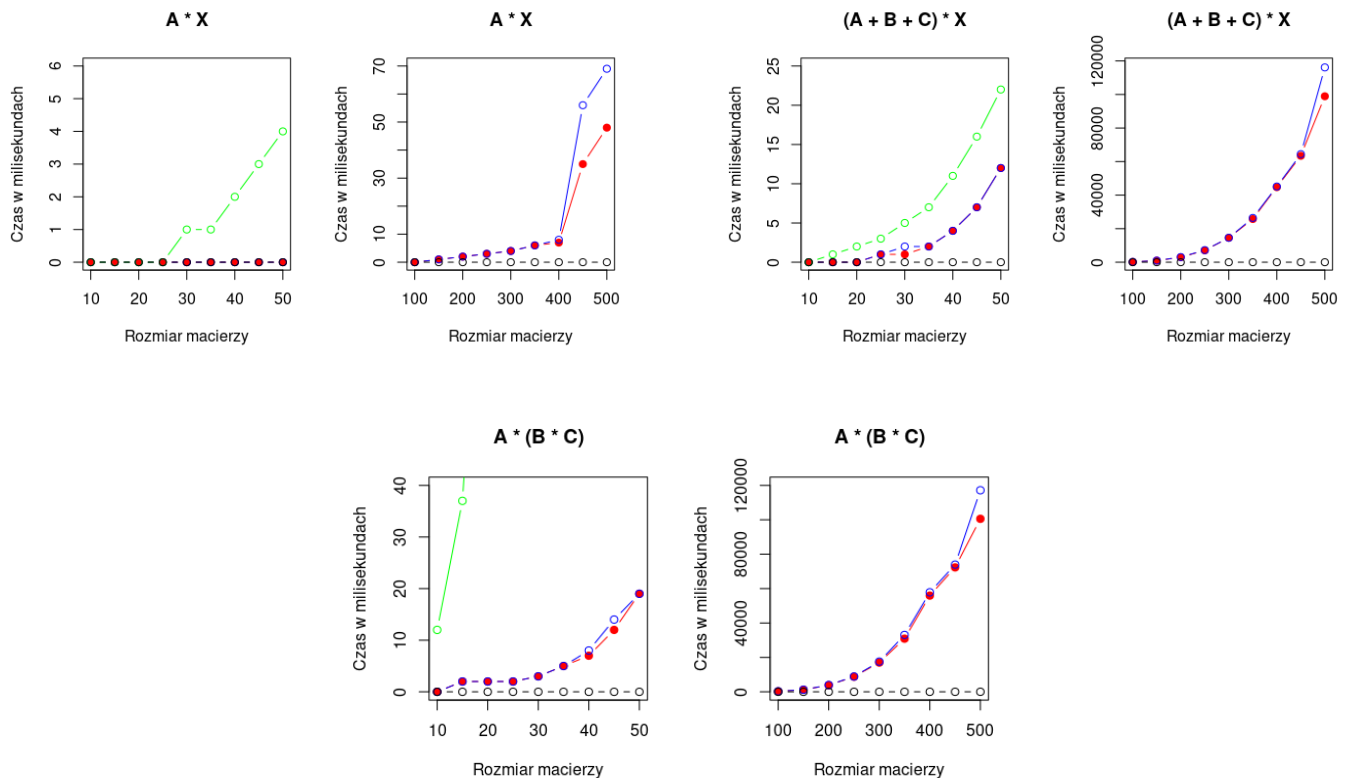 A * X
Czas w milisekundach
0 1 2 3 4 5 6
10 20 30 40 50
Rozmiar macierzy
A * X
Czas w milisekundach
0 10 30 50 70
100 200 300 400 500
Rozmiar macierzy
(A + B + C) * X
Czas w milisekundach
0 5 10 15 20 25
10 20 30 40 50
Rozmiar macierzy
(A + B + C) * X
Czas w milisekundach
0 40000 80000 120000
100 200 300 400 500
Rozmiar macierzy
A * (B * C)
Czas w milisekundach
0 10 20 30 40
10 20 30 40 50
Rozmiar macierzy
A * (B * C)
Czas w milisekundach
0 40000 80000 120000
100 200 300 400 500
Rozmiar macierzy